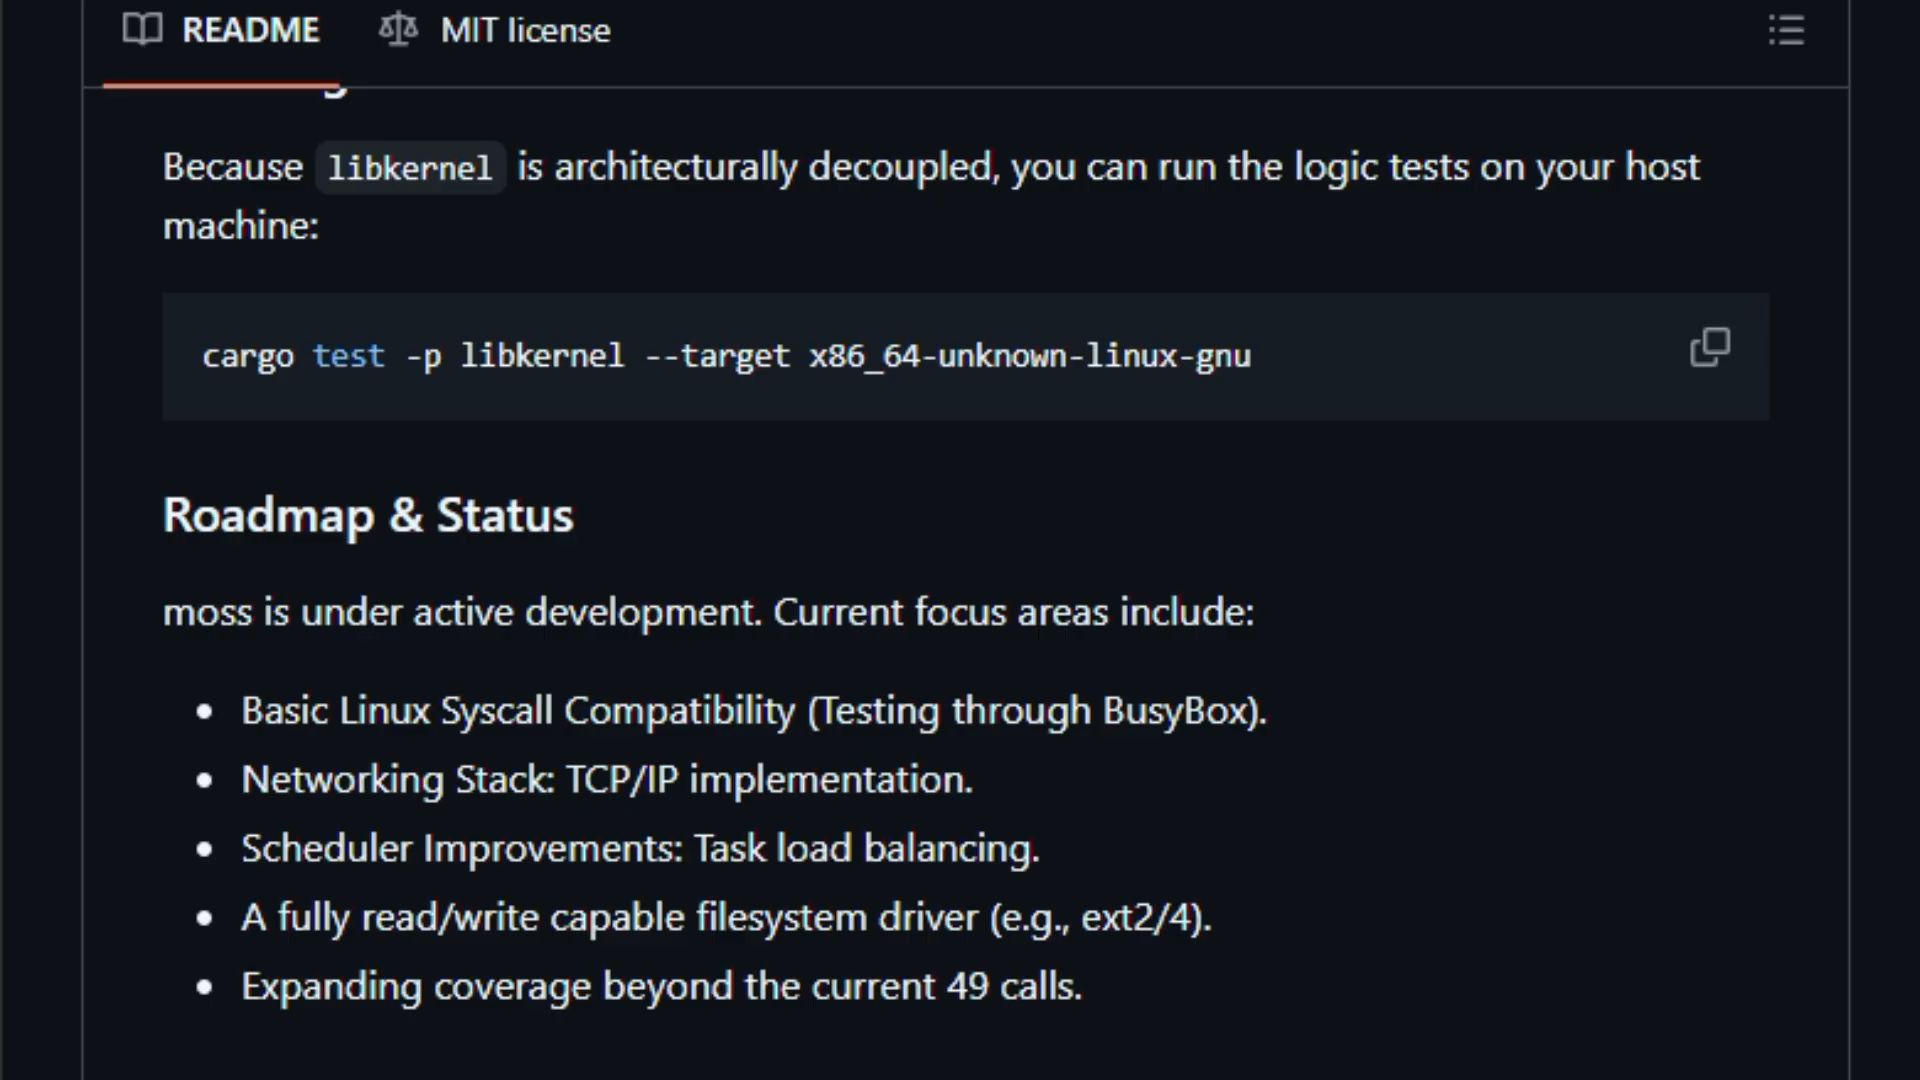 README
MIT license
Because libkernel is architecturally decoupled, you can run the logic tests on your host
machine:
cargo test -p libkernel --target x86_64-unknown-linux-gnu
Roadmap & Status
moss is under active development. Current focus areas include:
• Basic Linux Syscall Compatibility (Testing through BusyBox).
• Networking Stack: TCP/IP implementation.
• Scheduler Improvements: Task load balancing.
• A fully read/write capable filesystem driver (e.g., ext2/4).
• Expanding coverage beyond the current 49 calls.